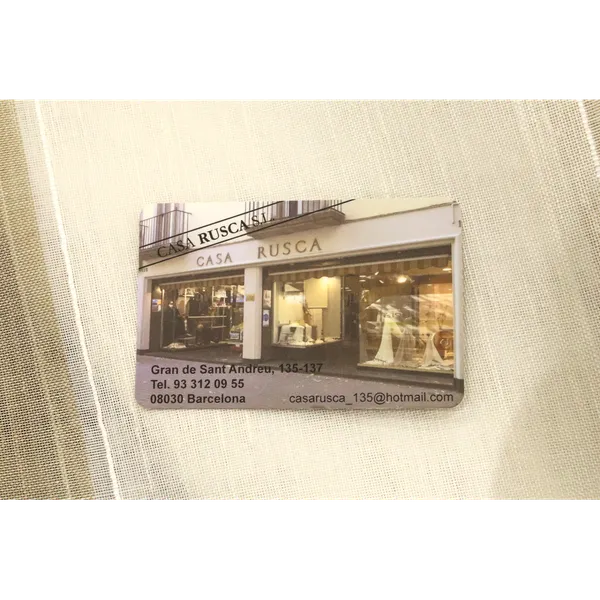 CASA RUSCA S.L.
CASA RUSCA
Gran de Sant Andreu, 135-137
Tel. 93 312 09 55
08030 Barcelona
casarusca_135@hotmail.com